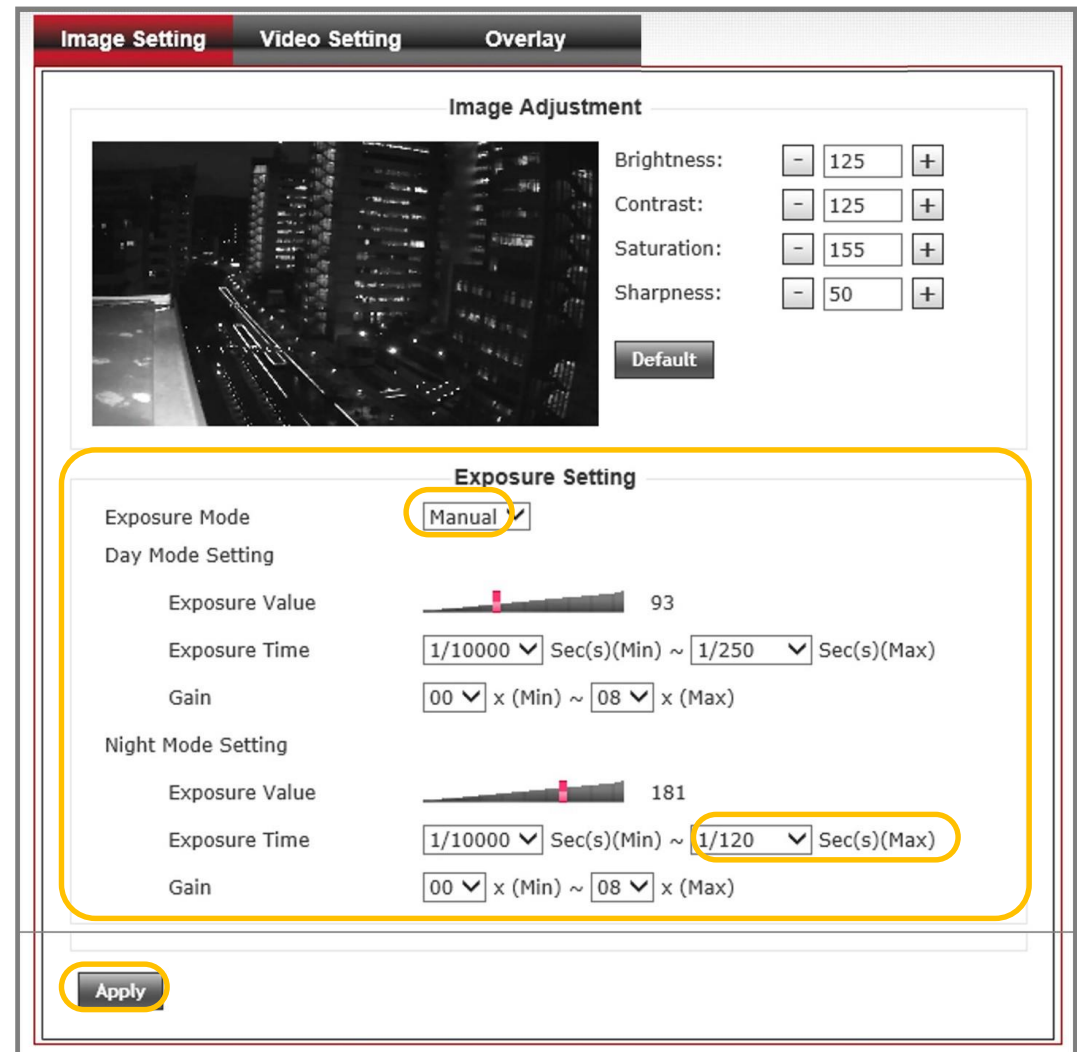 Image Setting Video Setting Overlay
Image Adjustment
Brightness: - 125 +
Contrast: - 125 +
Saturation: - 155 +
Sharpness: - 50 +
Default
Exposure Setting
Exposure Mode Manual
Day Mode Setting
Exposure Value 93
Exposure Time 1/10000 Sec(s)(Min) ~ 1/250 Sec(s)(Max)
Gain 00 x (Min) ~ 08 x (Max)
Night Mode Setting
Exposure Value 181
Exposure Time 1/10000 Sec(s)(Min) ~ 1/120 Sec(s)(Max)
Gain 00 x (Min) ~ 08 x (Max)
Apply